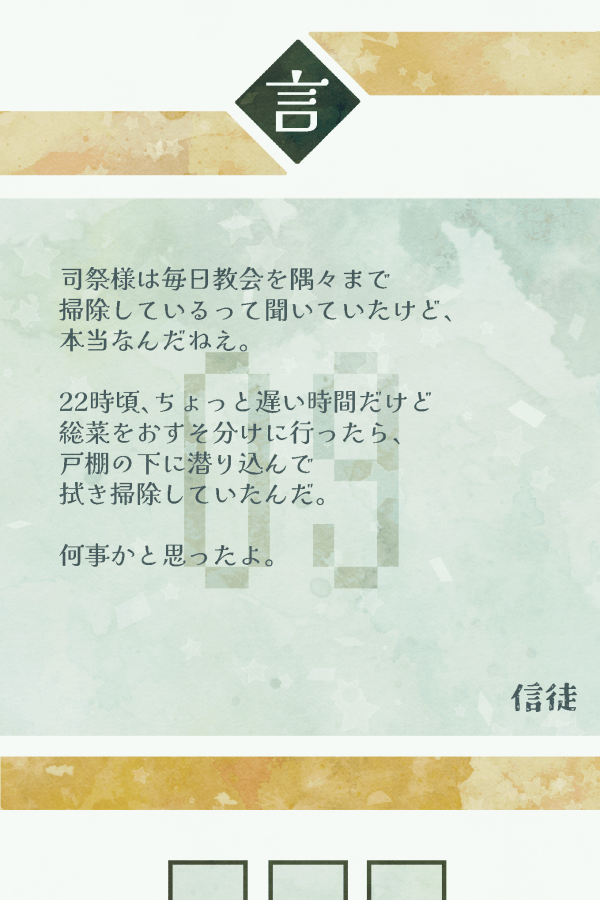 言
司祭様は毎日教会を隅々まで
掃除しているって聞いていたけど、
本当なんだねえ。
22時頃、ちょっと遅い時間だけど
総菜をおすそ分けに行ったら、
戸棚の下に潜り込んで
拭き掃除していたんだ。
何事かと思ったよ。
09
信徒